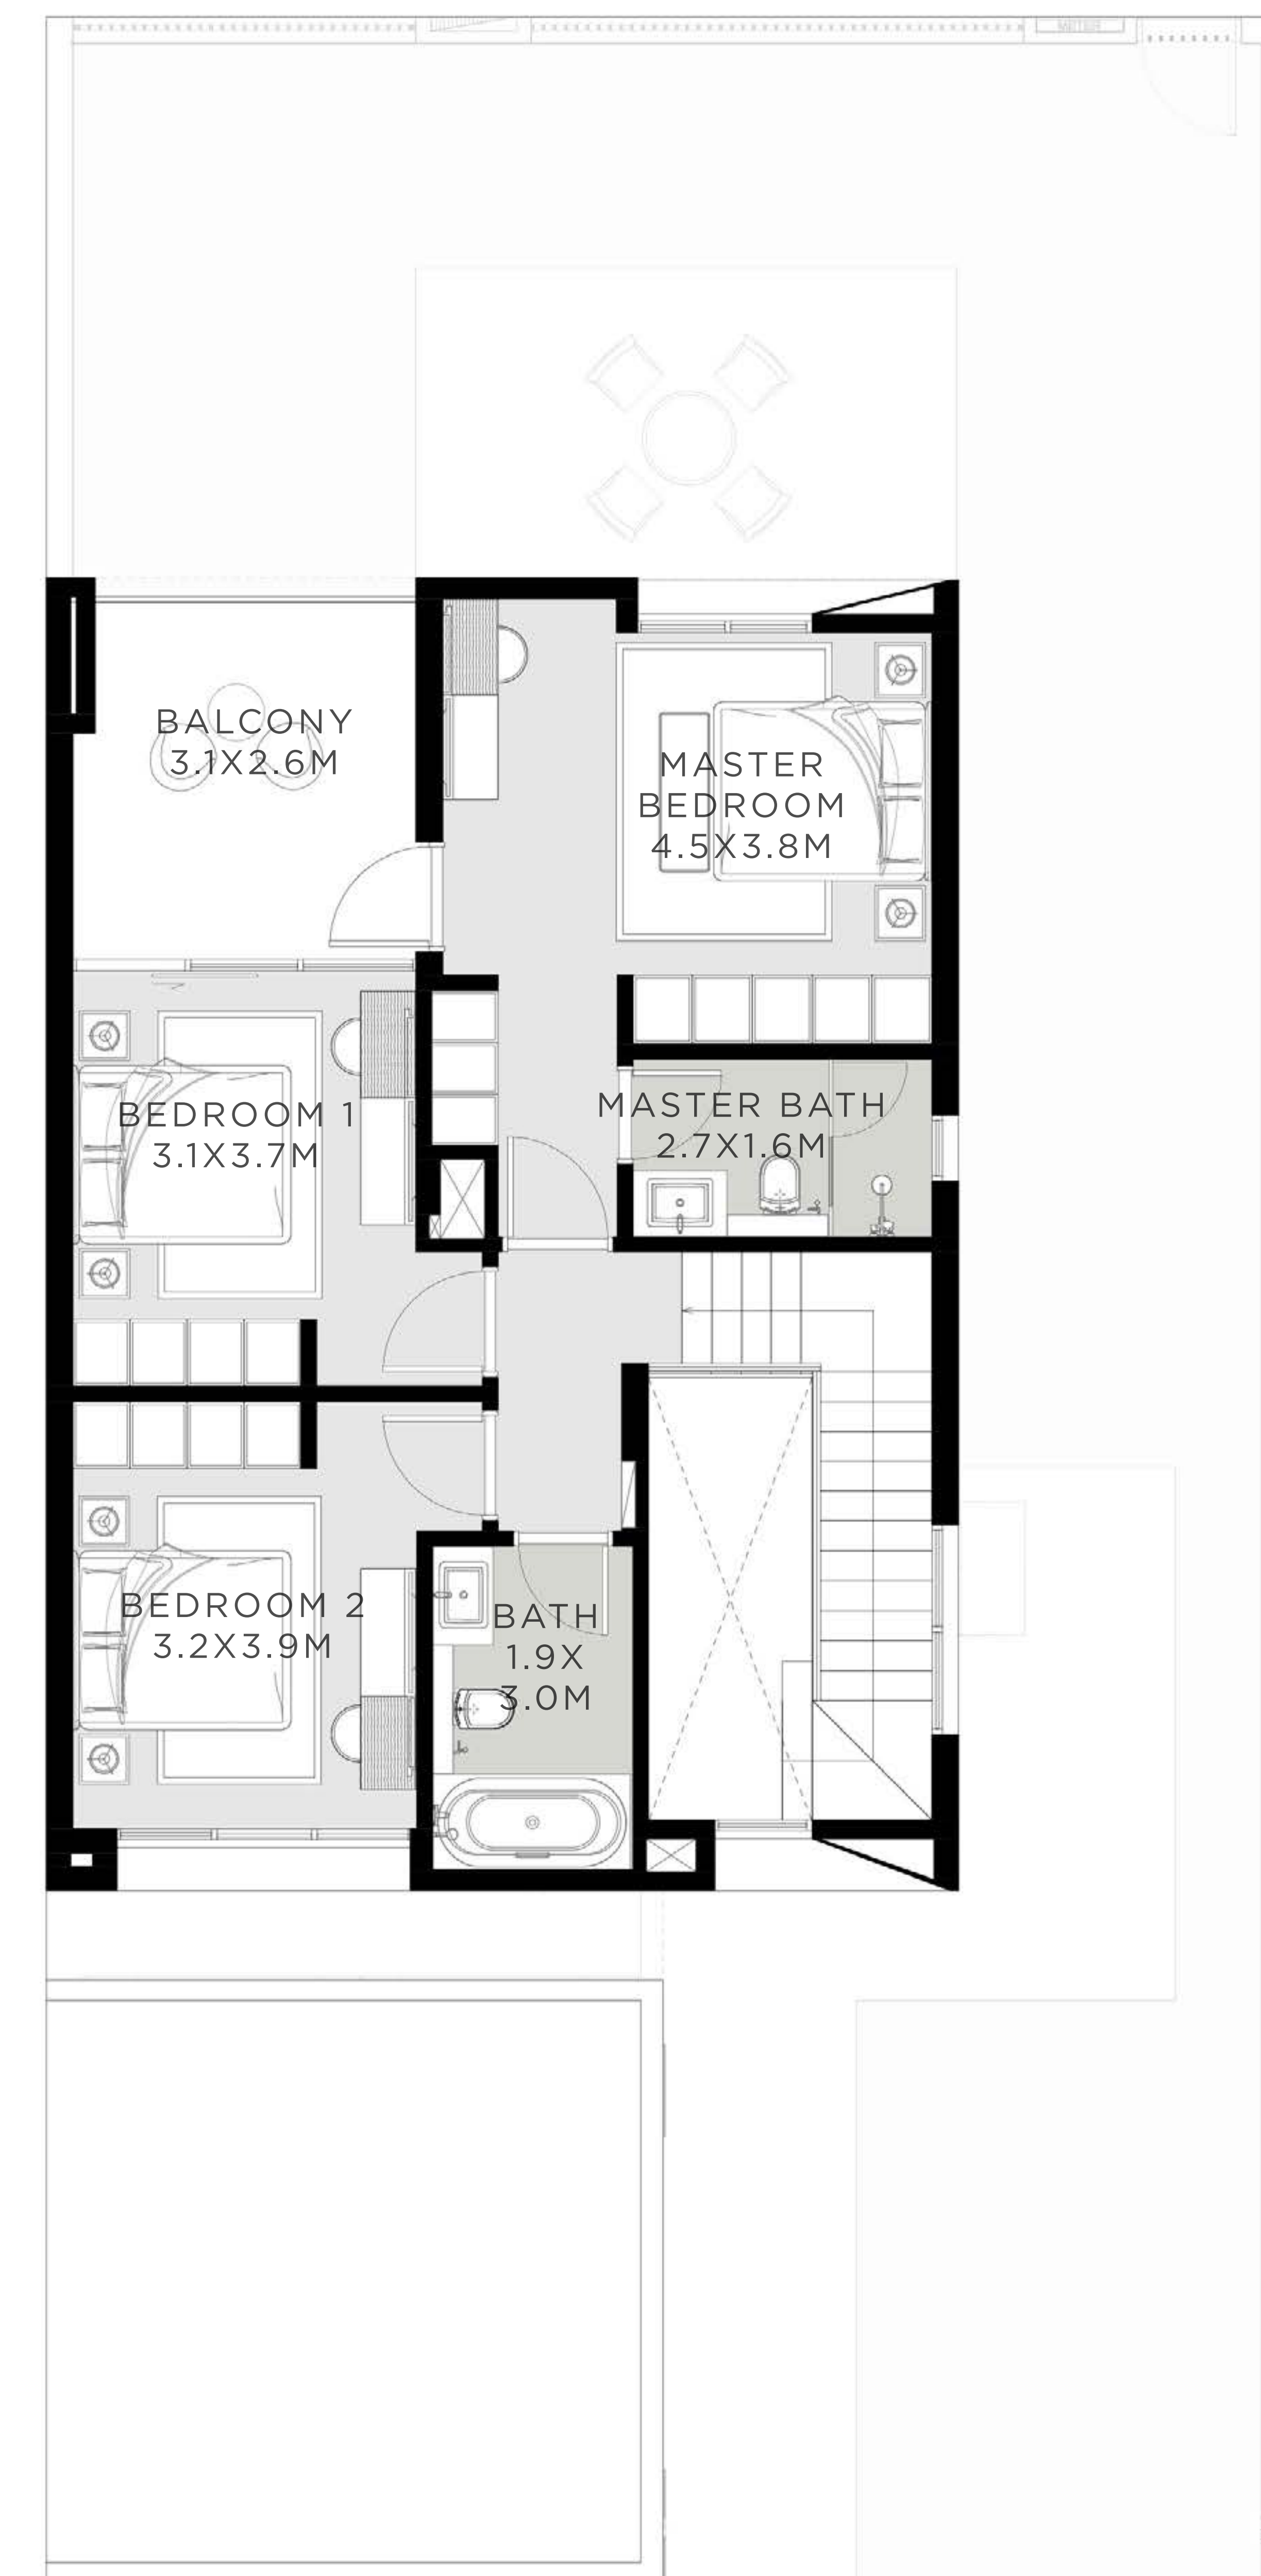 METER
BALCONY
3.1X2.6M
MASTER
BEDROOM
4.5X3.8M
BEDROOM 1
3.1X3.7M
MASTER BATH
2.7X1.6M
BEDROOM 2
3.2X3.9M
BATH
1.9X
3.0M